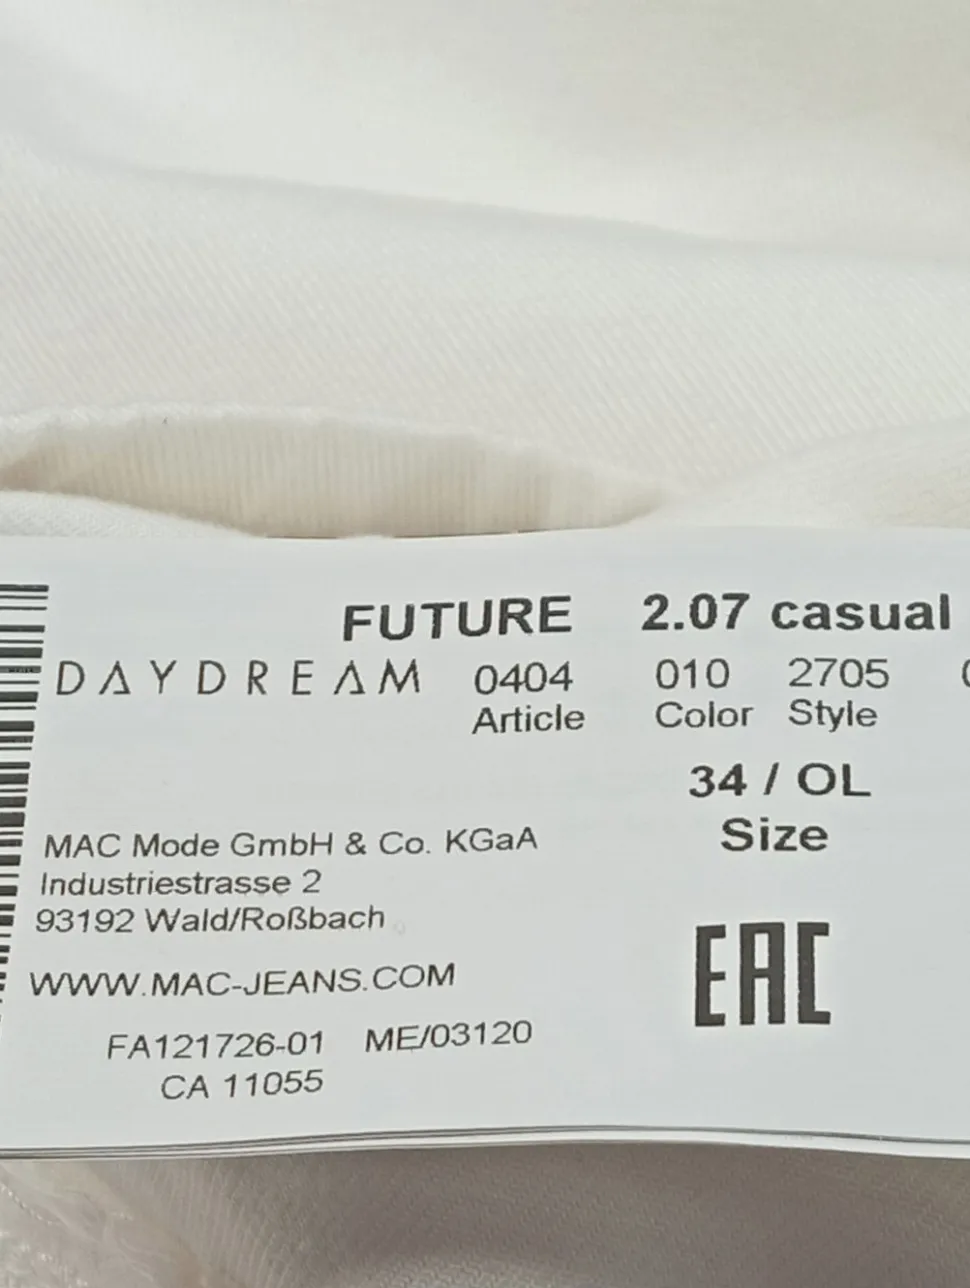 FUTURE 2.07 casual
DAYDREAM 0404 010 2705
Article Color Style
34 / OL
Size
MAC Mode GmbH & Co. KGaA
Industriestrasse 2
93192 Wald/Roßbach
WWW.MAC-JEANS.COM
EAC
FA121726-01 ME/03120
CA 11055